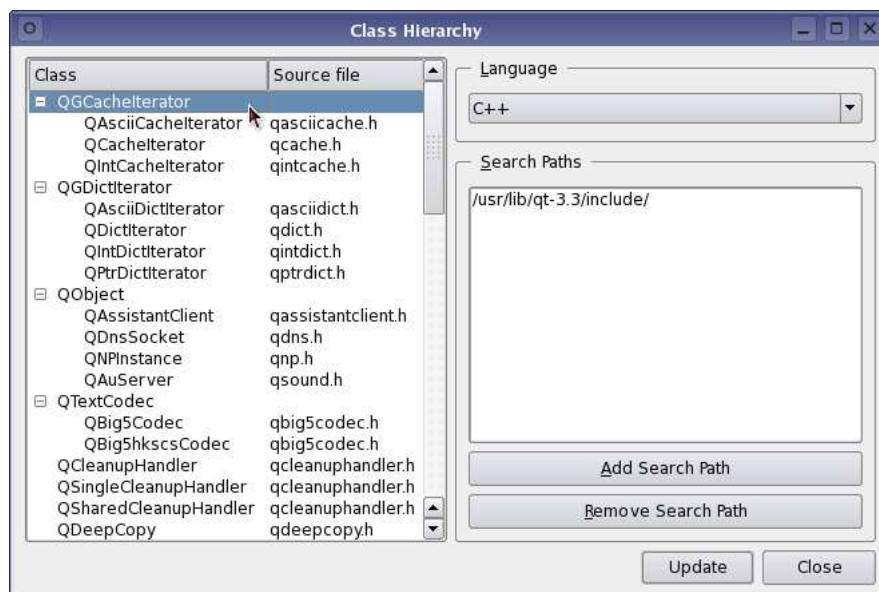 Class Hierarchy
Class Source file
QGCacheIterator
QAsciiCacheIterator qasciicache.h
QCacheIterator qcache.h
QIntCacheIterator qintcache.h
QGDictIterator
QAsciiDictIterator qasciidict.h
QDictIterator qdict.h
QIntDictIterator qintdict.h
QPtrDictIterator qptrdict.h
QObject
QAssistantClient qassistantclient.h
QDnsSocket qdns.h
QNPInstance qnp.h
QAuServer qsound.h
QTextCodec
QBig5Codec qbig5codec.h
QBig5hkscsCodec qbig5codec.h
QCleanupHandler qcleanuphandler.h
QSingleCleanupHandler qcleanuphandler.h
QSharedCleanupHandler qcleanuphandler.h
QDeepCopy qdeepcopy.h
Language
C++
Search Paths
/usr/lib/qt-3.3/include/
Add Search Path
Remove Search Path
Update Close